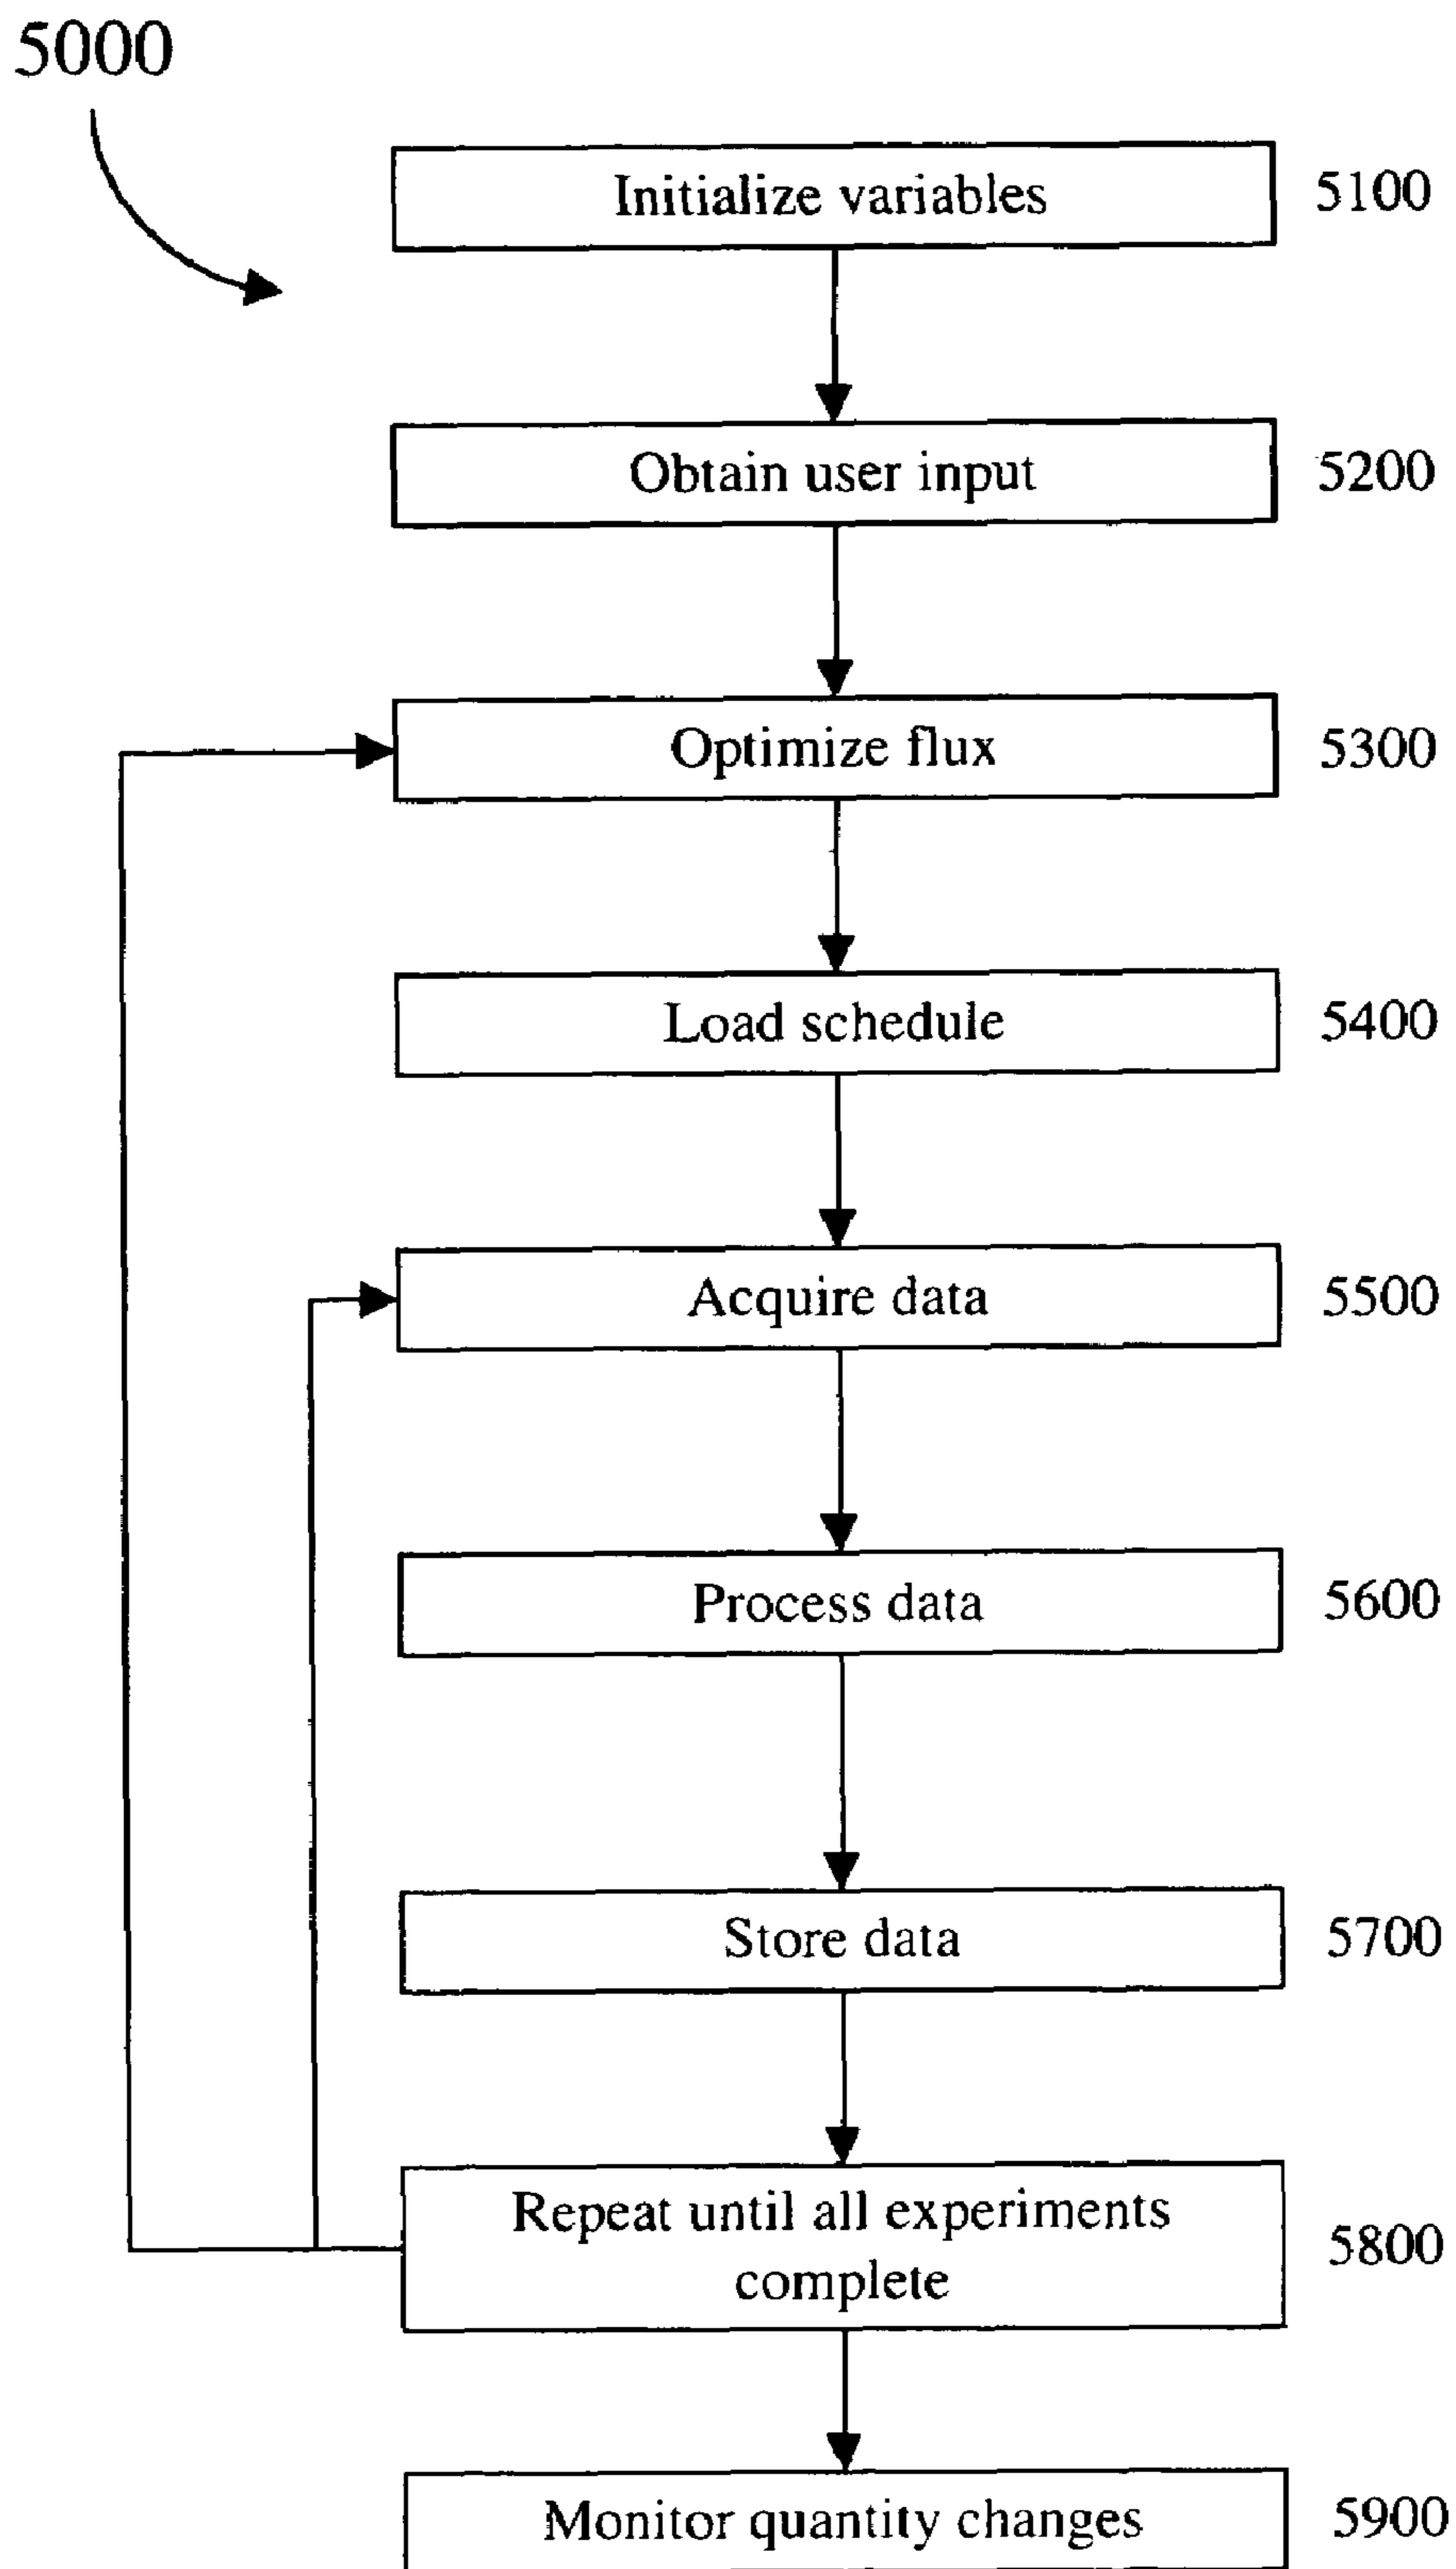 5000
Initialize variables 5100
Obtain user input 5200
Optimize flux 5300
Load schedule 5400
Acquire data 5500
Process data 5600
Store data 5700
Repeat until all experiments
complete 5800
Monitor quantity changes 5900